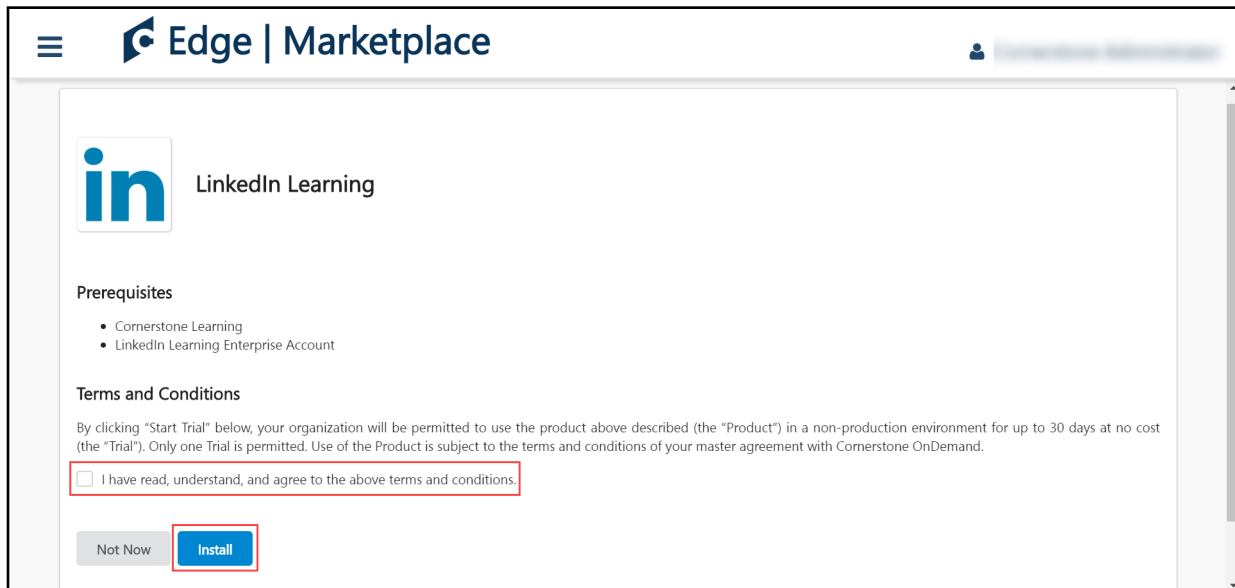 Edge | Marketplace
in
LinkedIn Learning
Prerequisites
• Cornerstone Learning
• LinkedIn Learning Enterprise Account
Terms and Conditions
By clicking “Start Trial” below, your organization will be permitted to use the product above described (the “Product”) in a non-production environment for up to 30 days at no cost
(the “Trial”). Only one Trial is permitted. Use of the Product is subject to the terms and conditions of your master agreement with Cornerstone OnDemand.
I have read, understand, and agree to the above terms and conditions.
Not Now
Install